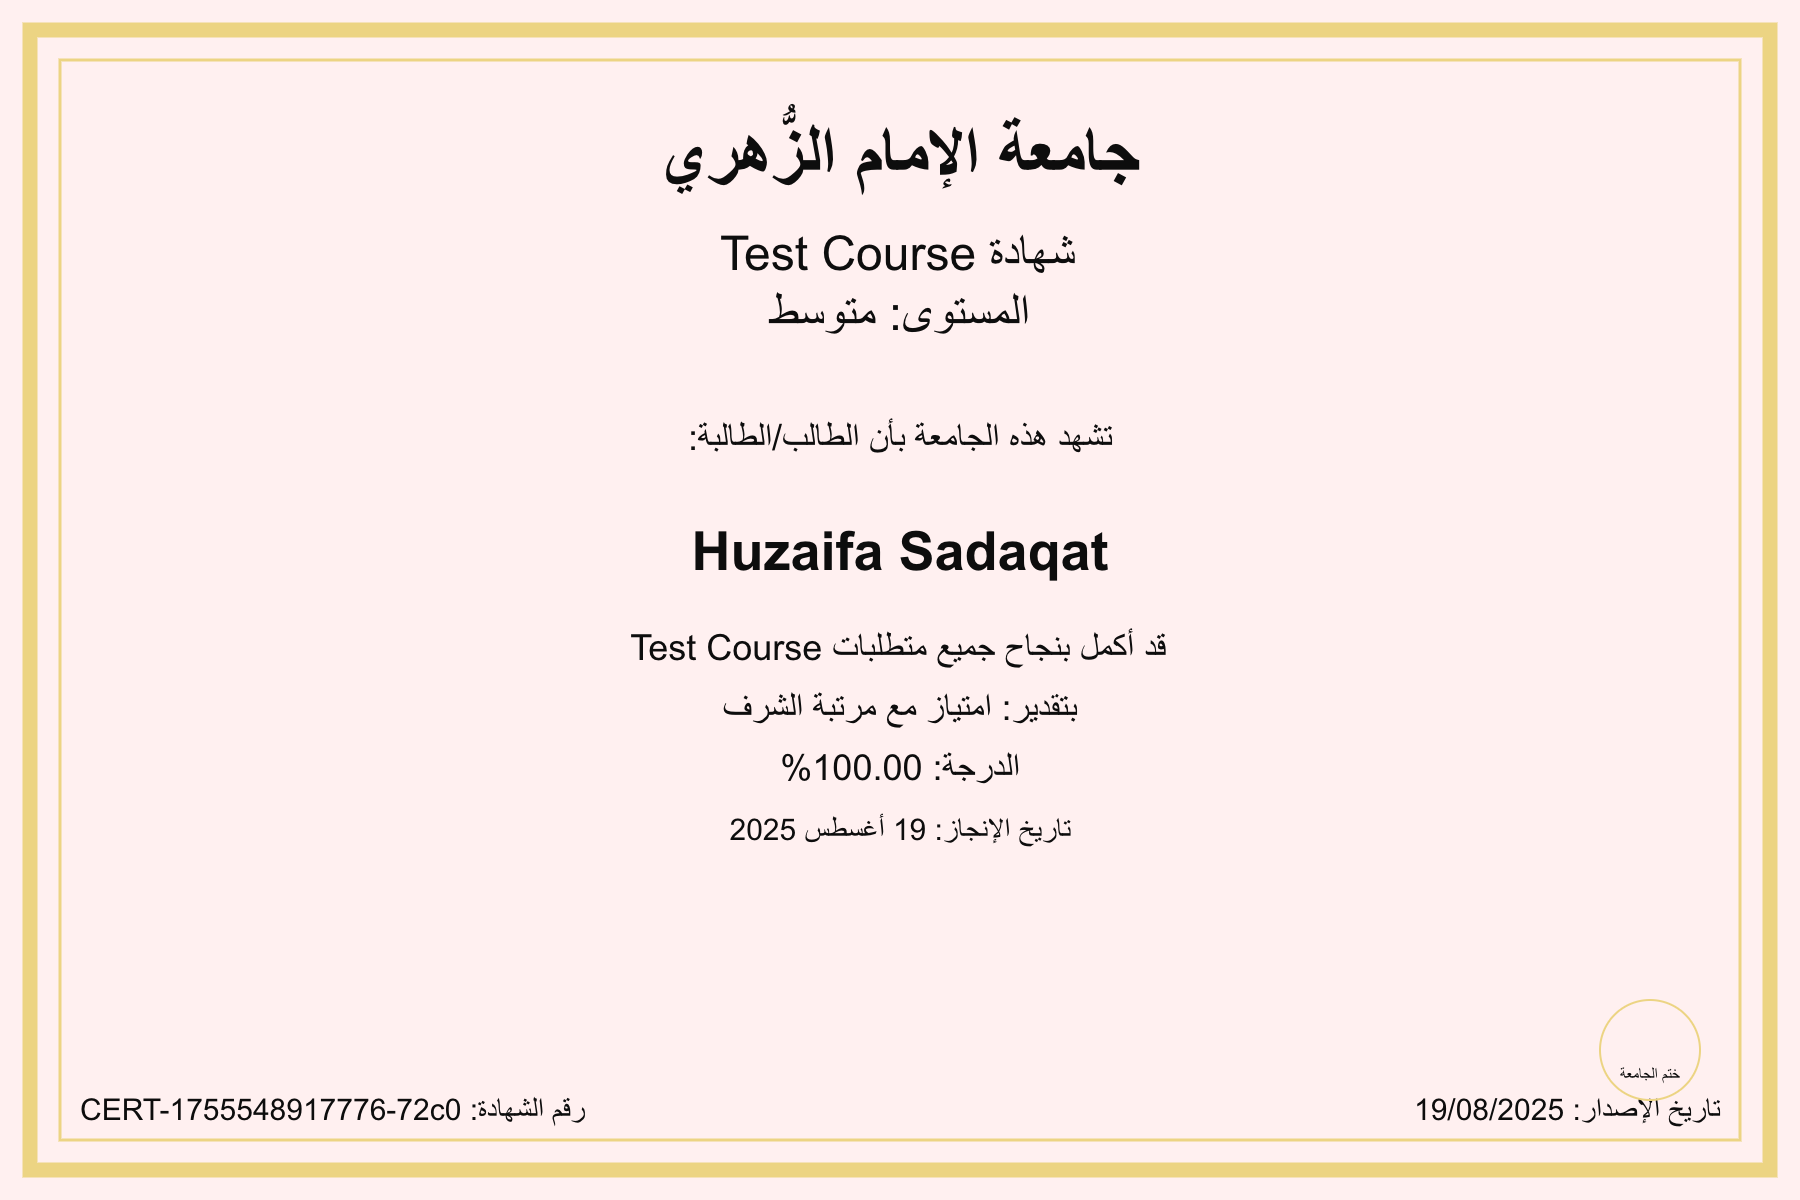 جامعة الإمام الزُّهري
شهادة Test Course
المستوى: متوسط
تشهد هذه الجامعة بأن الطالب/الطالبة:
Huzaifa Sadaqat
قد أكمل بنجاح جميع متطلبات Test Course
بتقدير: امتياز مع مرتبة الشرف
الدرجة: 100.00%
تاريخ الإنجاز: 19 أغسطس 2025
ختم الجامعة
تاريخ الإصدار: 19/08/2025
رقم الشهادة: CERT-1755548917776-72c0